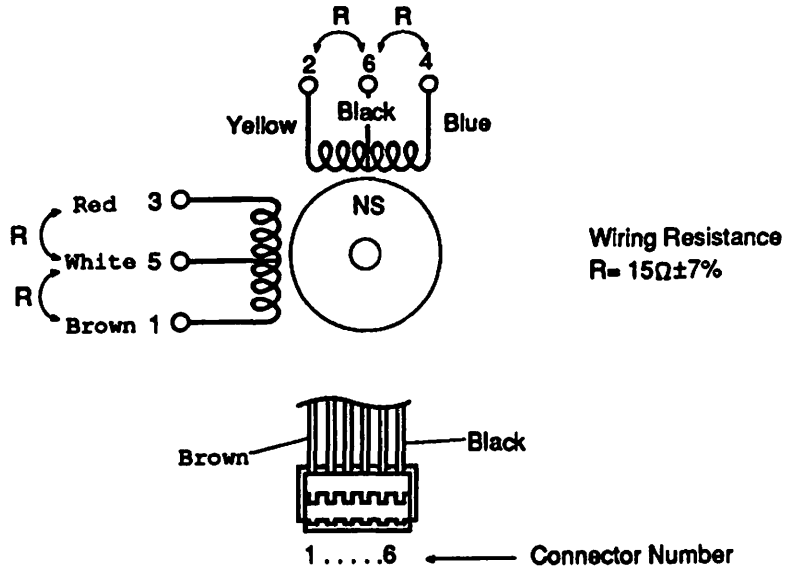 R R
2 6 4
Yellow Black Blue
NS
Red 3
R
White 5
R
Brown 1
Wiring Resistance
R= 15Ω±7%
Brown Black
1.....6 Connector Number